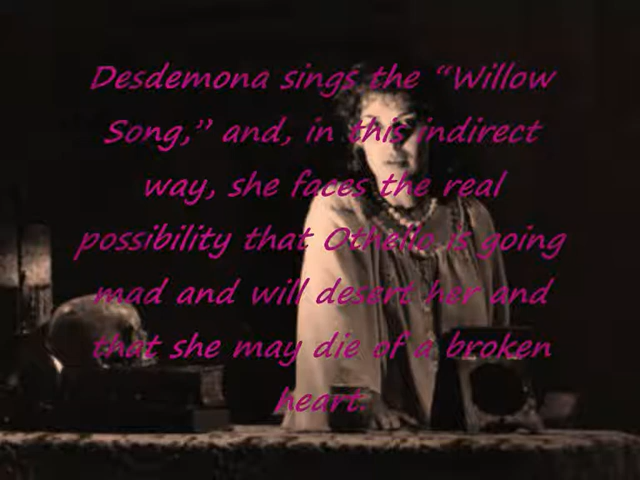 Desdemona sings the “Willow
Song,” and, in this indirect
way, she faces the real
possibility that Othello is going
mad and will desert her and
that she may die of a broken
heart.